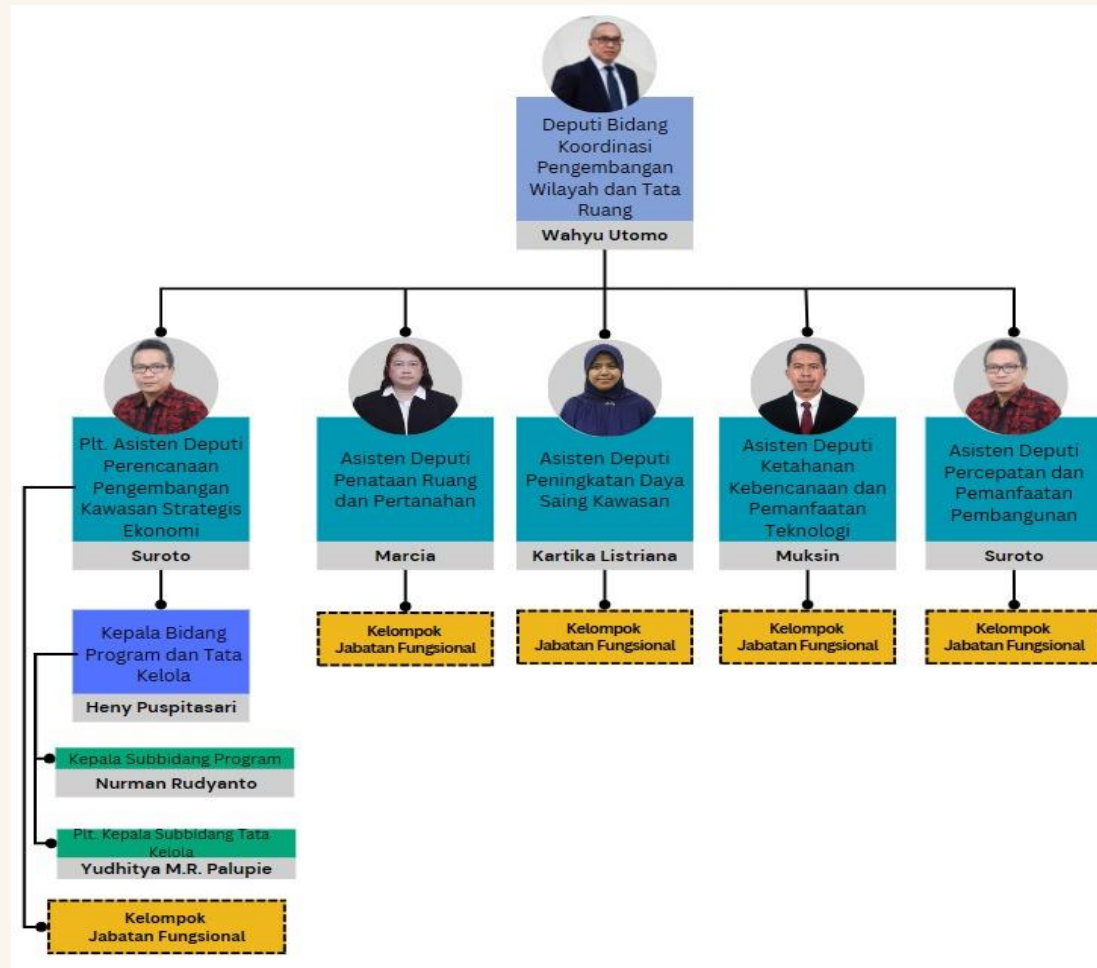 Deputi Bidang
Koordinasi
Pengembangan
Wilayah dan Tata
Ruang
Wahyu Utomo
Plt. Asisten Deputi
Perencanaan
Pengembangan
Kawasan Strategis
Ekonomi
Suroto
Asisten Deputi
Penataan Ruang
dan Pertanahan
Marcia
Asisten Deputi
Peningkatan Daya
Saing Kawasan
Kartika Listriana
Asisten Deputi
Ketahanan
Kebencanaan dan
Pemanfaatan
Teknologi
Muksin
Asisten Deputi
Percepatan dan
Pemanfaatan
Pembangunan
Suroto
Kepala Bidang
Program dan Tata
Kelola
Heny Puspitasari
Kelompok
Jabatan Fungsional
Kelompok
Jabatan Fungsional
Kelompok
Jabatan Fungsional
Kelompok
Jabatan Fungsional
Kepala Subbidang Program
Nurman Rudyanto
Plt. Kepala Subbidang Tata
Kelola
Yudhitya M.R. Palupie
Kelompok
Jabatan Fungsional